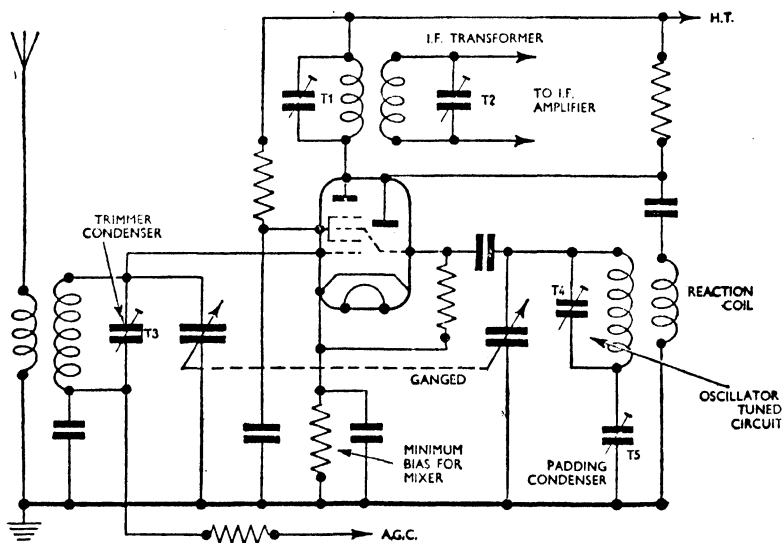 H.T.
I.F. TRANSFORMER
T1
T2
TO I.F.
AMPLIFIER
TRIMMER
CONDENSER
T3
T4
REACTION
COIL
GANGED
OSCILLATOR
TUNED
CIRCUIT
MINIMUM
BIAS FOR
MIXER
PADDING
CONDENSER
T5
A.G.C.